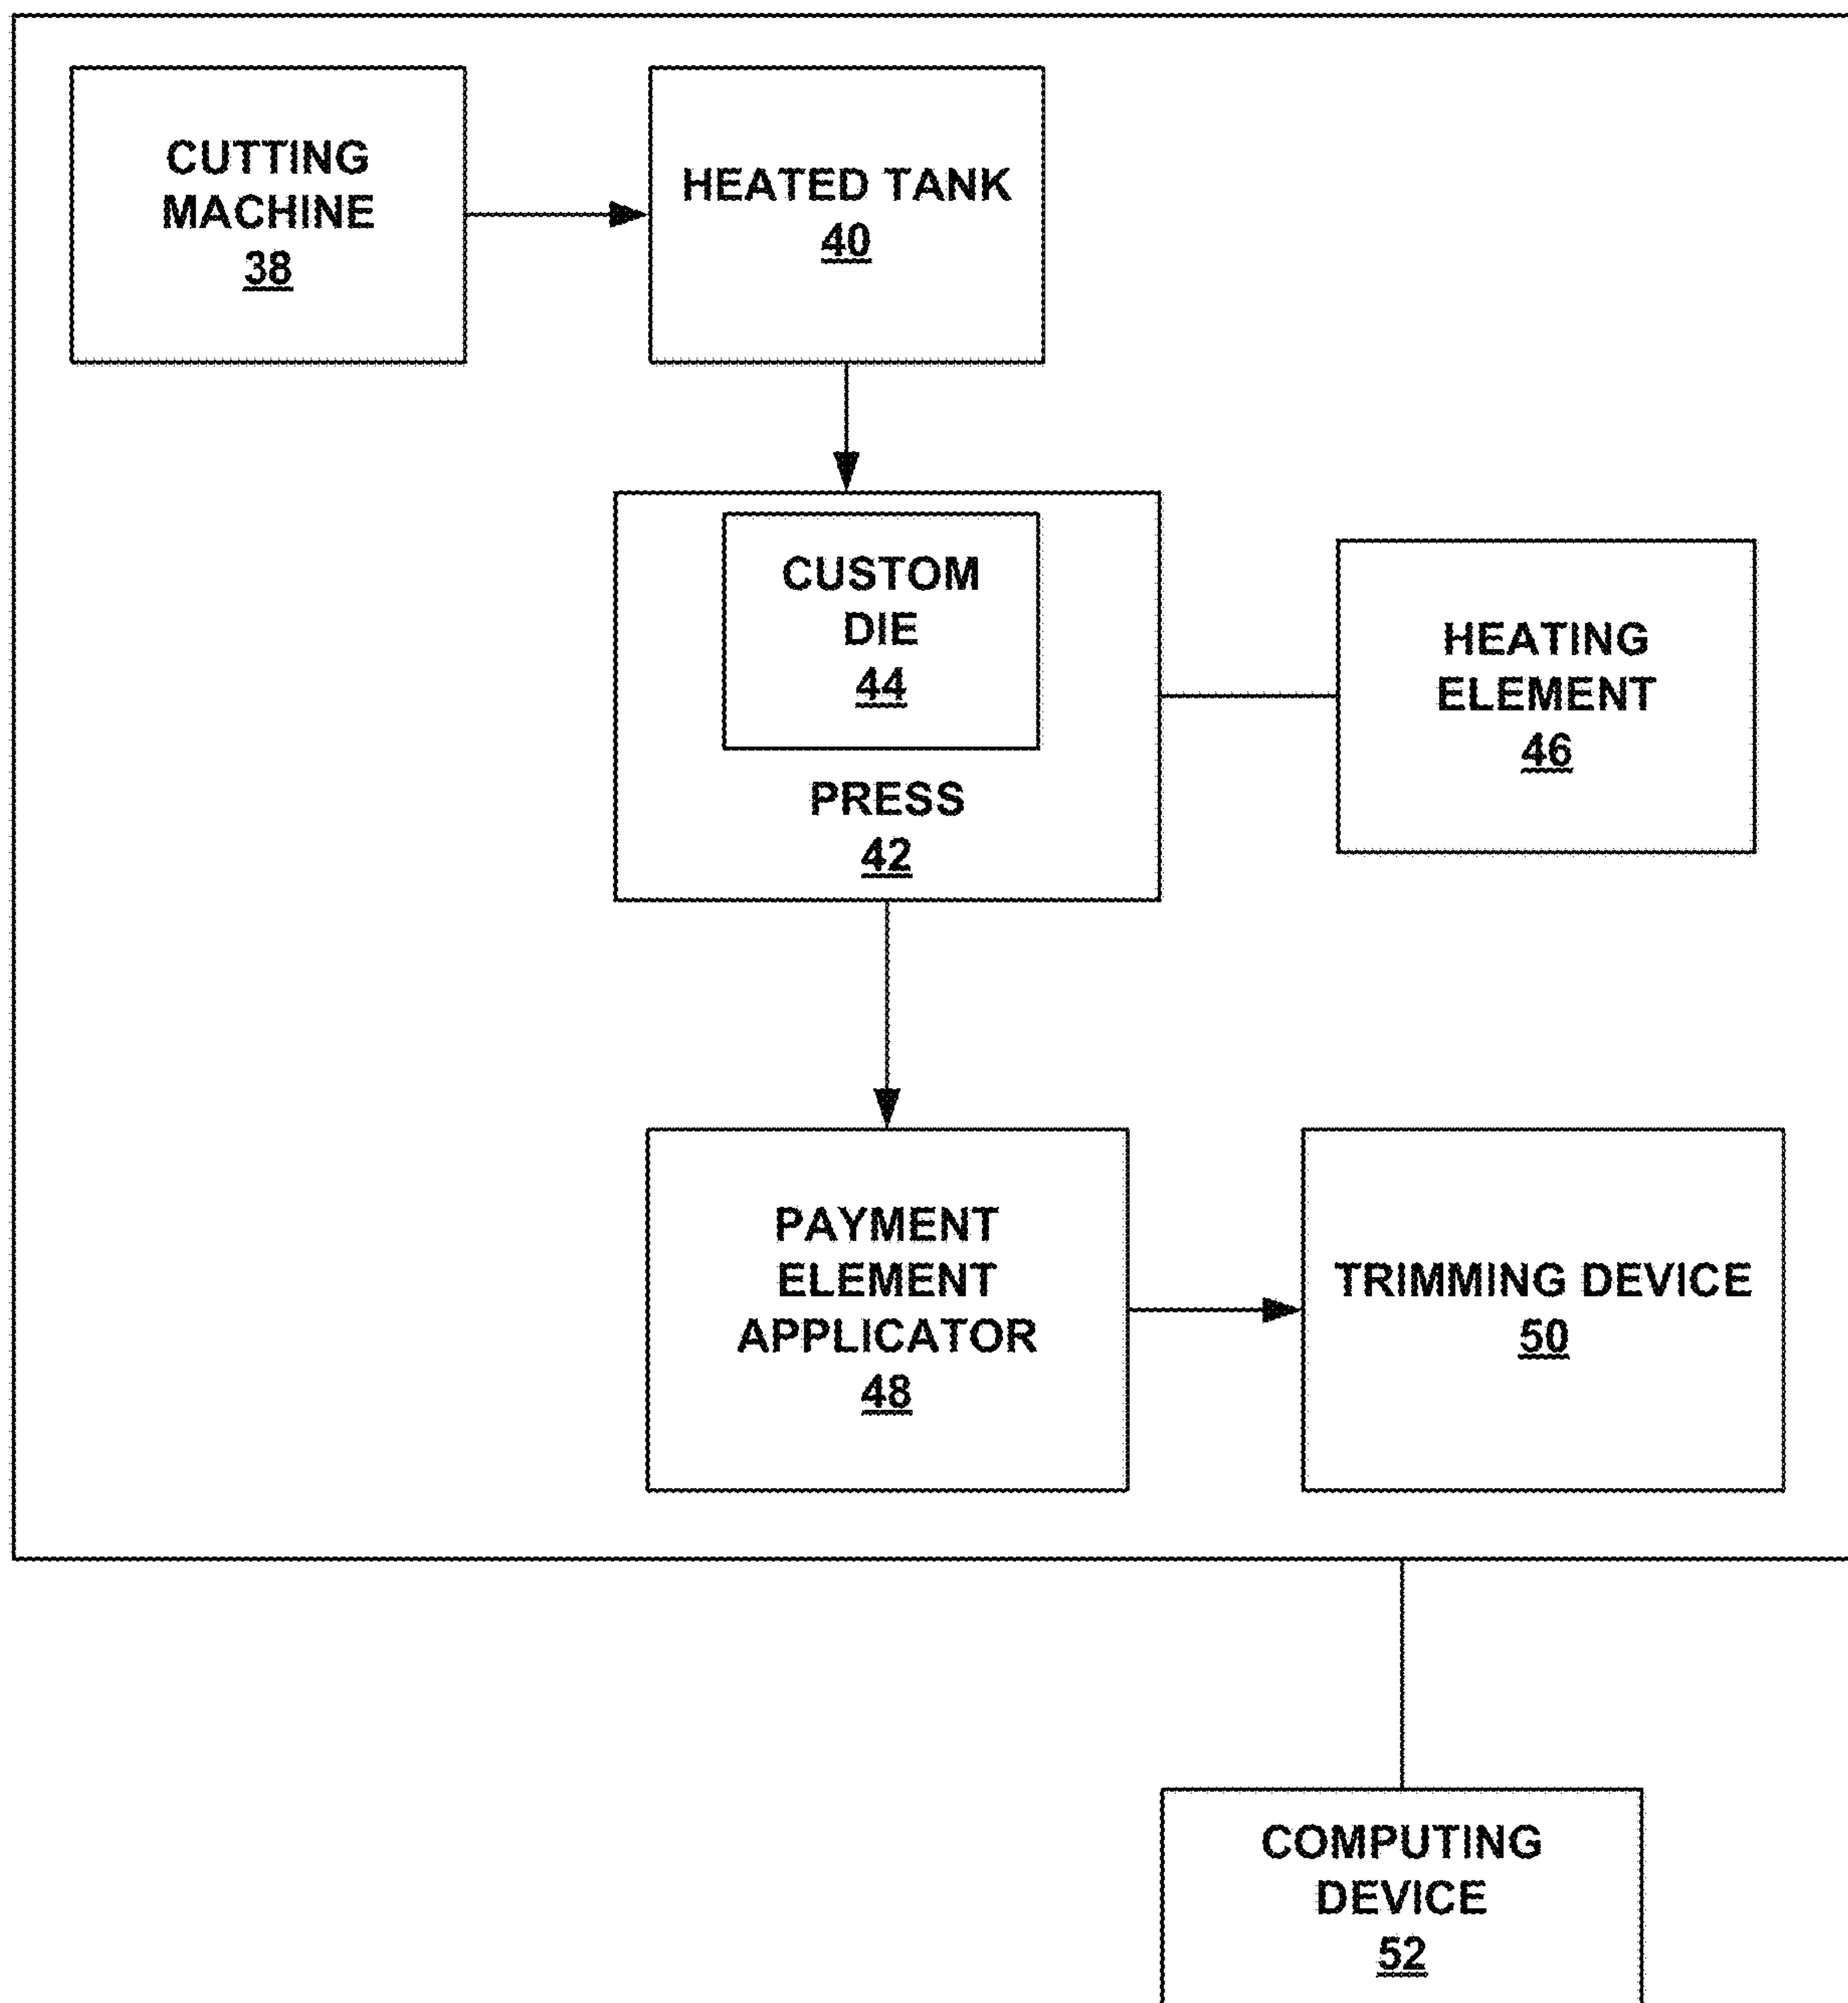 CUTTING
MACHINE
38
HEATED TANK
40
CUSTOM
DIE
44
PRESS
42
HEATING
ELEMENT
46
PAYMENT
ELEMENT
APPLICATOR
48
TRIMMING DEVICE
50
COMPUTING
DEVICE
52